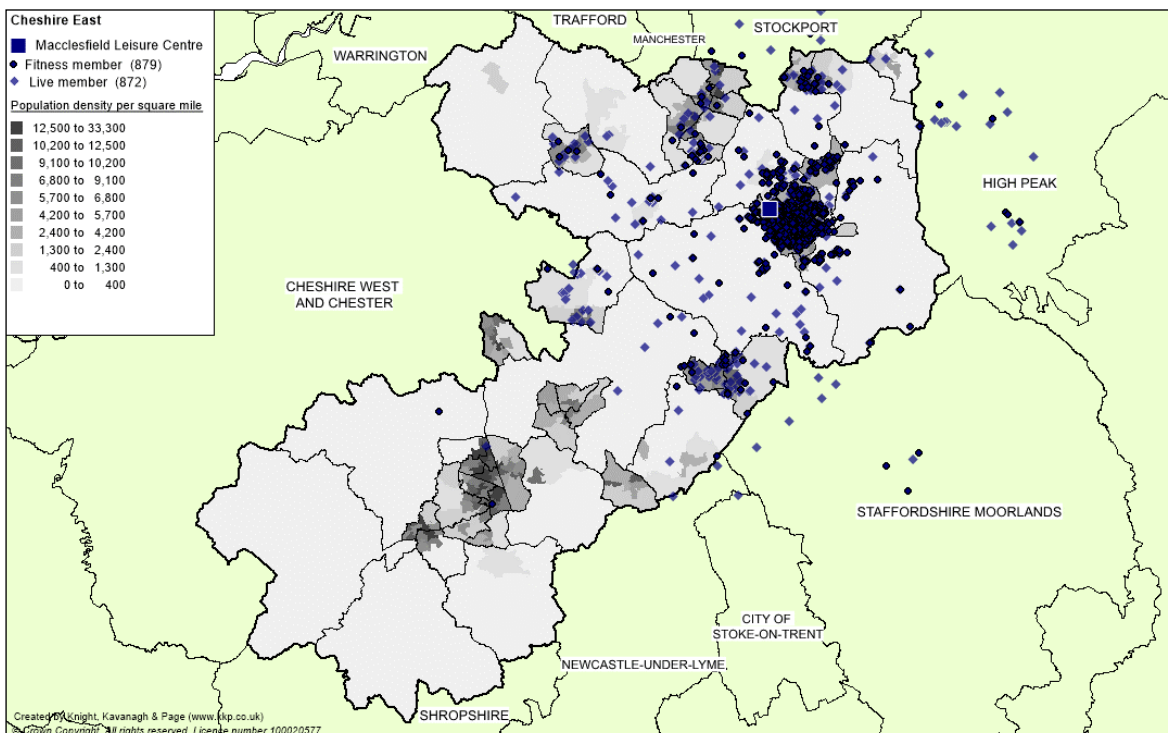 Cheshire East
Macclesfield Leisure Centre
Fitness member (879)
Live member (872)
Population density per square mile
12,500 to 33,300
10,200 to 12,500
9,100 to 10,200
6,800 to 9,100
5,700 to 6,800
4,200 to 5,700
2,400 to 4,200
1,300 to 2,400
400 to 1,300
0 to 400
TRAFFORD
STOCKPORT
MANCHESTER
WARRINGTON
HIGH PEAK
CHESHIRE WEST
AND CHESTER
STAFFORDSHIRE MOORLANDS
CITY OF
STOKE-ON-TRENT
NEWCASTLE-UNDER-LYME
SHROPSHIRE
Created by Knight, Kavanagh & Page (www.kkp.co.uk)
© Crown Copyright. All rights reserved. Licence number 100020577